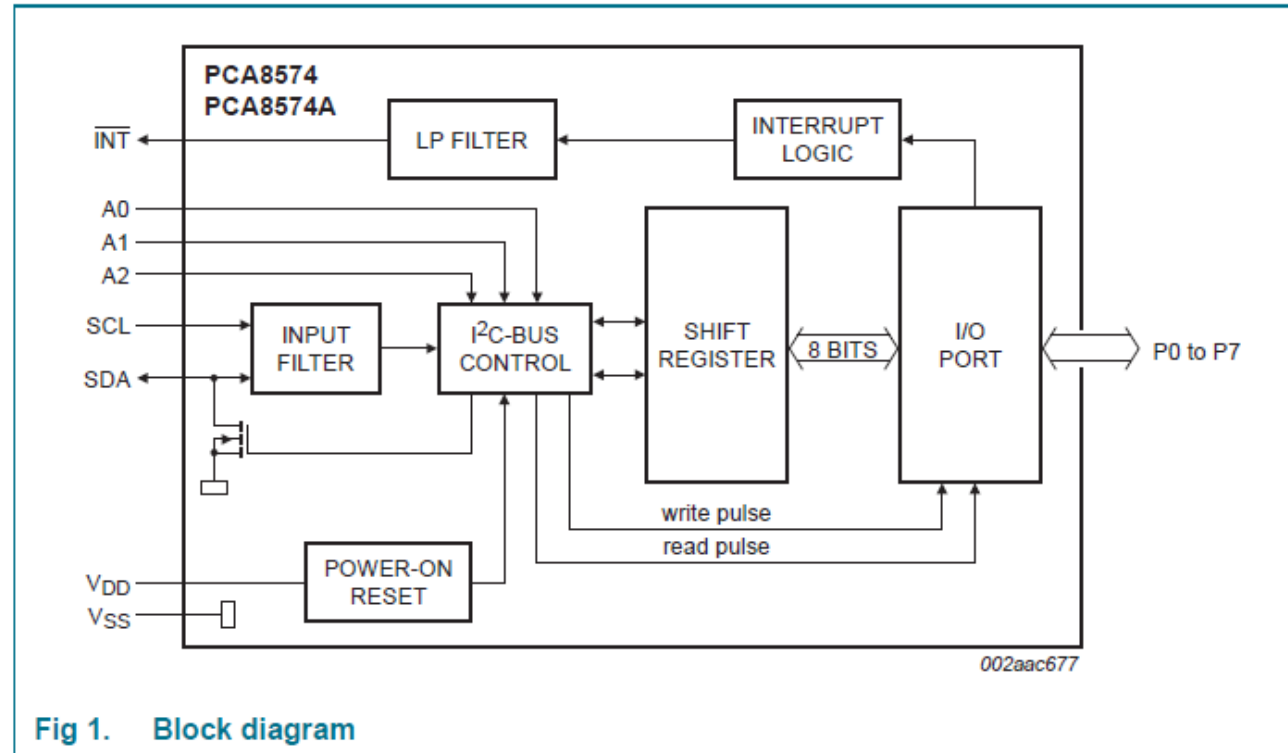 PCA8574
PCA8574A
I̅N̅T̅
LP FILTER
INTERRUPT
LOGIC
A0
A1
A2
SCL
SDA
INPUT
FILTER
I²C-BUS
CONTROL
SHIFT
REGISTER
8 BITS
I/O
PORT
P0 to P7
write pulse
read pulse
VDD
VSS
POWER-ON
RESET
002aac677
Fig 1. Block diagram